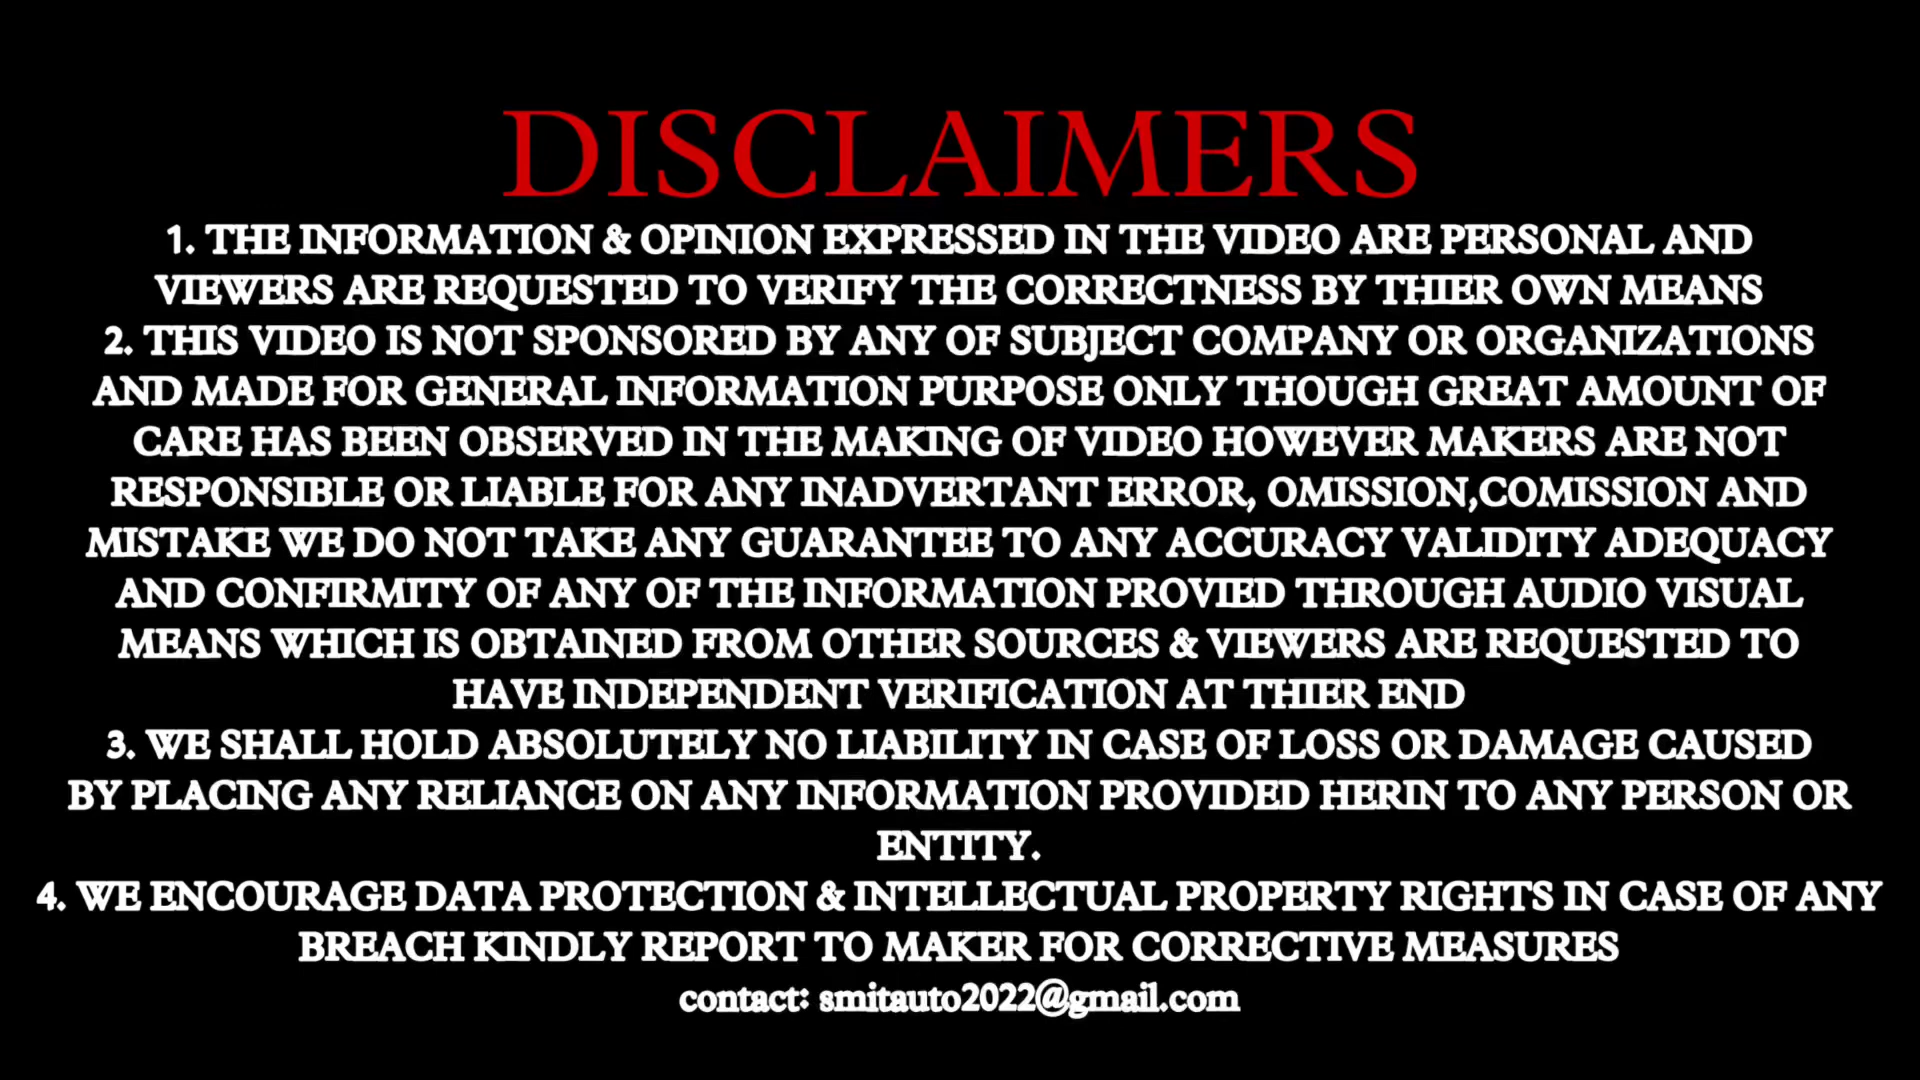 DISCLAIMERS
1. THE INFORMATION & OPINION EXPRESSED IN THE VIDEO ARE PERSONAL AND
VIEWERS ARE REQUESTED TO VERIFY THE CORRECTNESS BY THIER OWN MEANS
2. THIS VIDEO IS NOT SPONSORED BY ANY OF SUBJECT COMPANY OR ORGANIZATIONS
AND MADE FOR GENERAL INFORMATION PURPOSE ONLY THOUGH GREAT AMOUNT OF
CARE HAS BEEN OBSERVED IN THE MAKING OF VIDEO HOWEVER MAKERS ARE NOT
RESPONSIBLE OR LIABLE FOR ANY INADVERTANT ERROR, OMISSION,COMISSION AND
MISTAKE WE DO NOT TAKE ANY GUARANTEE TO ANY ACCURACY VALIDITY ADEQUACY
AND CONFIRMITY OF ANY OF THE INFORMATION PROVIED THROUGH AUDIO VISUAL
MEANS WHICH IS OBTAINED FROM OTHER SOURCES & VIEWERS ARE REQUESTED TO
HAVE INDEPENDENT VERIFICATION AT THIER END
3. WE SHALL HOLD ABSOLUTELY NO LIABILITY IN CASE OF LOSS OR DAMAGE CAUSED
BY PLACING ANY RELIANCE ON ANY INFORMATION PROVIDED HERIN TO ANY PERSON OR
ENTITY.
4. WE ENCOURAGE DATA PROTECTION & INTELLECTUAL PROPERTY RIGHTS IN CASE OF ANY
BREACH KINDLY REPORT TO MAKER FOR CORRECTIVE MEASURES
contact: smitauto2022@gmail.com